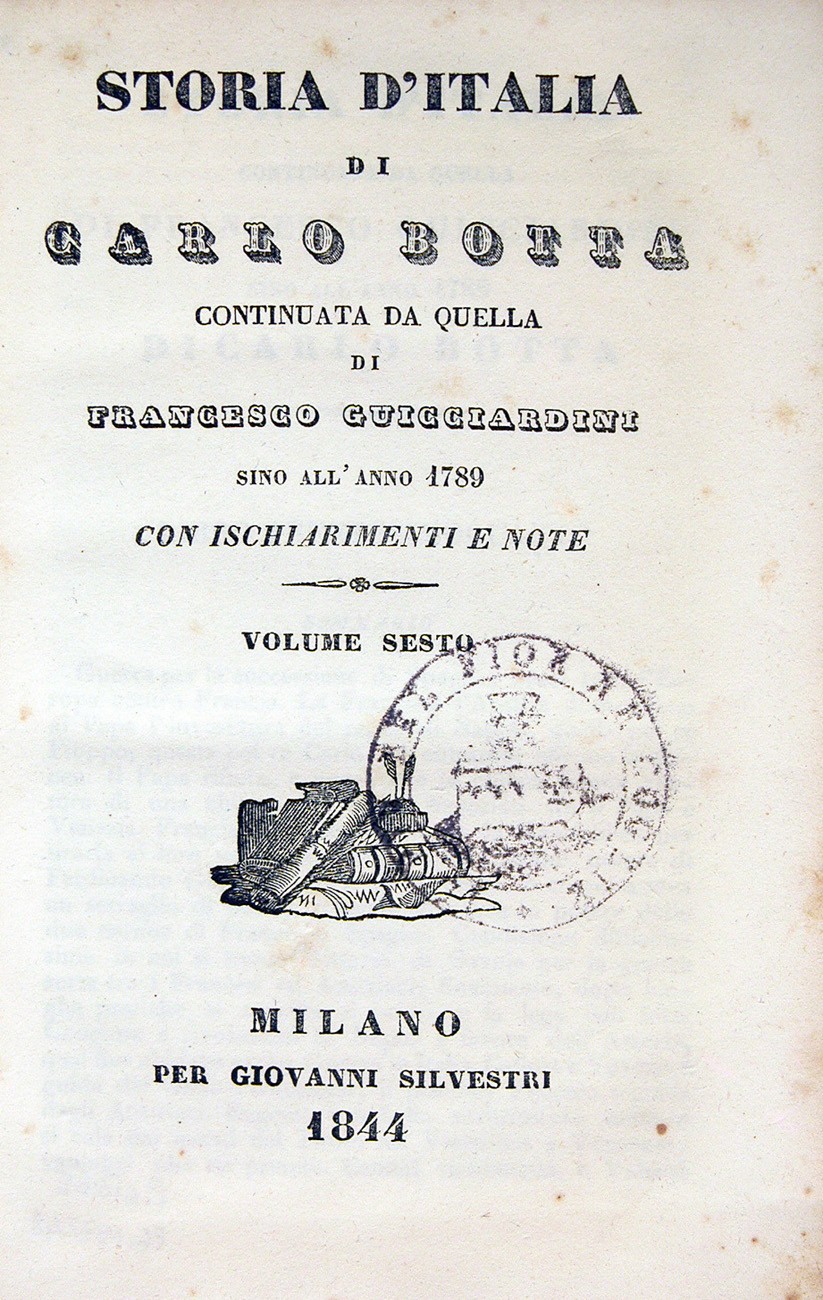 STORIA D'ITALIA
DI
CARLO BOTTA
CONTINUATA DA QUELLA
DI
FRANCESCO GUICCIARDINI
SINO ALL'ANNO 1789
CON ISCHIARIMENTI E NOTE
VOLUME SESTO
MILANO
PER GIOVANNI SILVESTRI
1844